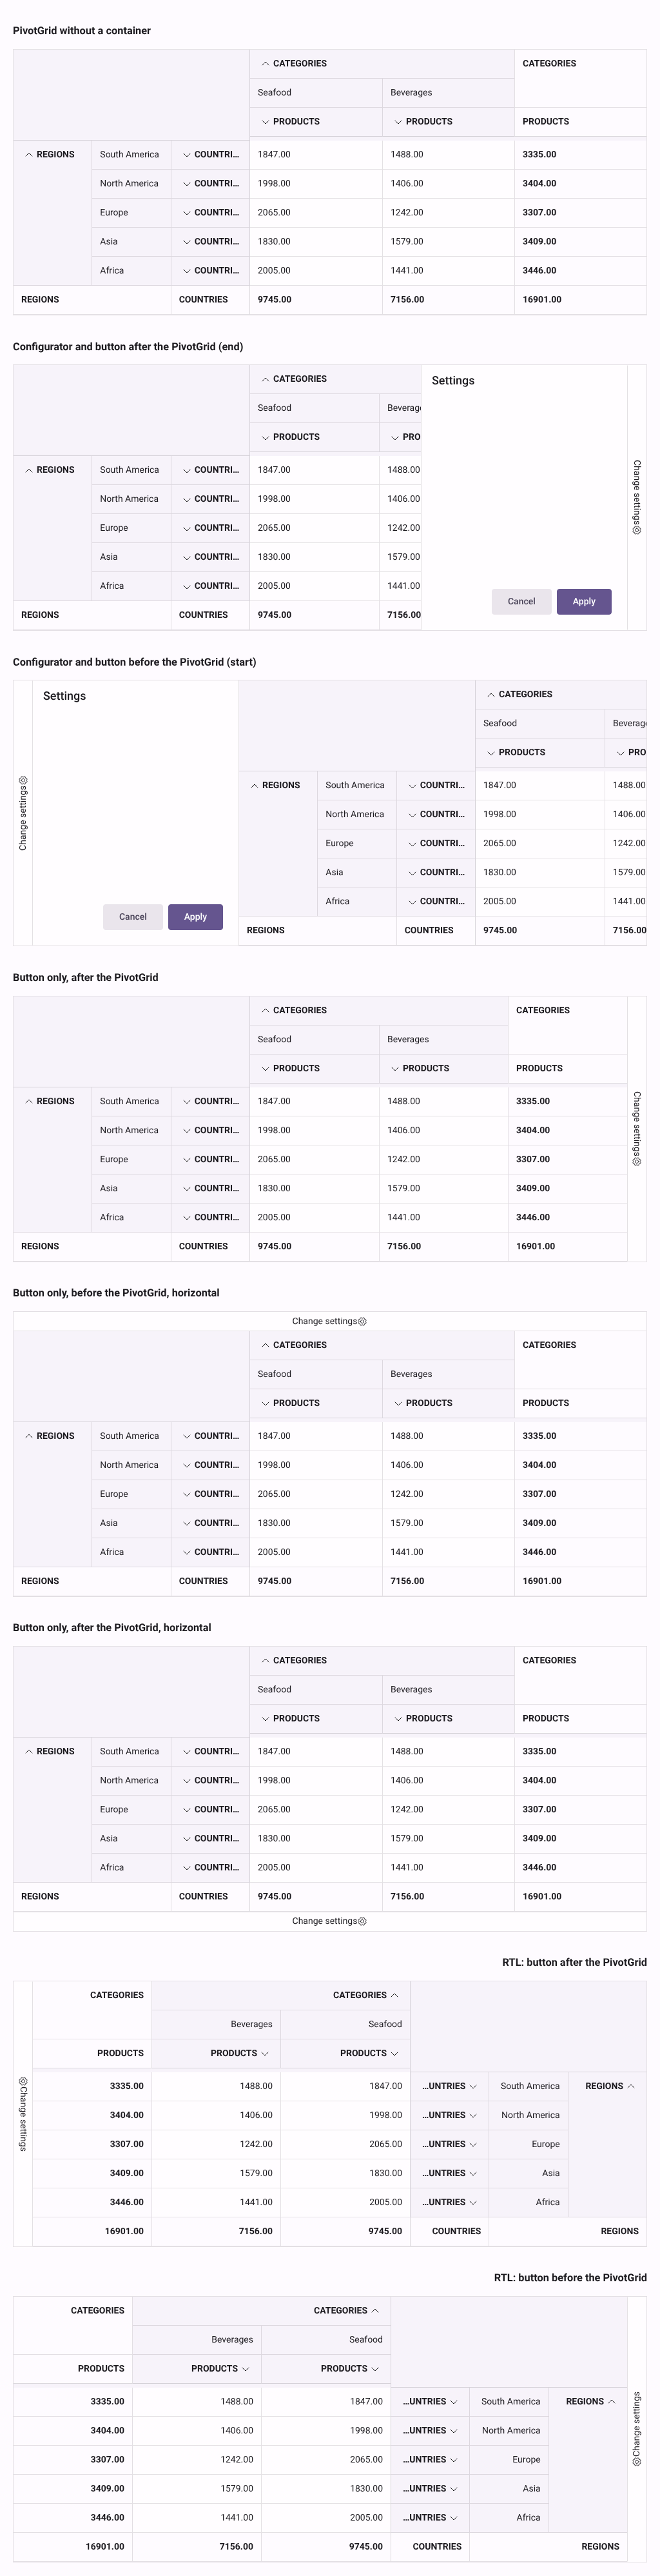 PivotGrid without a container
CATEGORIES CATEGORIES
Seafood Beverages
PRODUCTS PRODUCTS PRODUCTS
REGIONS South America COUNTRI... 1847.00 1488.00 3335.00
North America COUNTRI... 1998.00 1406.00 3404.00
Europe COUNTRI... 2065.00 1242.00 3307.00
Asia COUNTRI... 1830.00 1579.00 3409.00
Africa COUNTRI... 2005.00 1441.00 3446.00
REGIONS COUNTRIES 9745.00 7156.00 16901.00
Configurator and button after the PivotGrid (end)
CATEGORIES Settings
Seafood Beverag
PRODUCTS PRO
REGIONS South America COUNTRI... 1847.00 1488.00
North America COUNTRI... 1998.00 1406.00
Europe COUNTRI... 2065.00 1242.00
Asia COUNTRI... 1830.00 1579.00
Africa COUNTRI... 2005.00 1441.00
REGIONS COUNTRIES 9745.00 7156.00
Cancel Apply
Change settings
Configurator and button before the PivotGrid (start)
Change settings
Settings
Cancel Apply
CATEGORIES
Seafood Beverag
PRODUCTS PRO
REGIONS South America COUNTRI... 1847.00 1488.00
North America COUNTRI... 1998.00 1406.00
Europe COUNTRI... 2065.00 1242.00
Asia COUNTRI... 1830.00 1579.00
Africa COUNTRI... 2005.00 1441.00
REGIONS COUNTRIES 9745.00 7156.00
Button only, after the PivotGrid
CATEGORIES CATEGORIES
Seafood Beverages
PRODUCTS PRODUCTS PRODUCTS
REGIONS South America COUNTRI... 1847.00 1488.00 3335.00
North America COUNTRI... 1998.00 1406.00 3404.00
Europe COUNTRI... 2065.00 1242.00 3307.00
Asia COUNTRI... 1830.00 1579.00 3409.00
Africa COUNTRI... 2005.00 1441.00 3446.00
REGIONS COUNTRIES 9745.00 7156.00 16901.00
Change settings
Button only, before the PivotGrid, horizontal
Change settings
CATEGORIES CATEGORIES
Seafood Beverages
PRODUCTS PRODUCTS PRODUCTS
REGIONS South America COUNTRI... 1847.00 1488.00 3335.00
North America COUNTRI... 1998.00 1406.00 3404.00
Europe COUNTRI... 2065.00 1242.00 3307.00
Asia COUNTRI... 1830.00 1579.00 3409.00
Africa COUNTRI... 2005.00 1441.00 3446.00
REGIONS COUNTRIES 9745.00 7156.00 16901.00
Button only, after the PivotGrid, horizontal
CATEGORIES CATEGORIES
Seafood Beverages
PRODUCTS PRODUCTS PRODUCTS
REGIONS South America COUNTRI... 1847.00 1488.00 3335.00
North America COUNTRI... 1998.00 1406.00 3404.00
Europe COUNTRI... 2065.00 1242.00 3307.00
Asia COUNTRI... 1830.00 1579.00 3409.00
Africa COUNTRI... 2005.00 1441.00 3446.00
REGIONS COUNTRIES 9745.00 7156.00 16901.00
Change settings
RTL: button after the PivotGrid
Change settings
CATEGORIES CATEGORIES
Beverages Seafood
PRODUCTS PRODUCTS PRODUCTS
3335.00 1488.00 1847.00 ...UNTRIES South America REGIONS
3404.00 1406.00 1998.00 ...UNTRIES North America
3307.00 1242.00 2065.00 ...UNTRIES Europe
3409.00 1579.00 1830.00 ...UNTRIES Asia
3446.00 1441.00 2005.00 ...UNTRIES Africa
16901.00 7156.00 9745.00 COUNTRIES REGIONS
RTL: button before the PivotGrid
CATEGORIES CATEGORIES
Beverages Seafood
PRODUCTS PRODUCTS PRODUCTS
3335.00 1488.00 1847.00 ...UNTRIES South America REGIONS
3404.00 1406.00 1998.00 ...UNTRIES North America
3307.00 1242.00 2065.00 ...UNTRIES Europe
3409.00 1579.00 1830.00 ...UNTRIES Asia
3446.00 1441.00 2005.00 ...UNTRIES Africa
16901.00 7156.00 9745.00 COUNTRIES REGIONS
Change settings